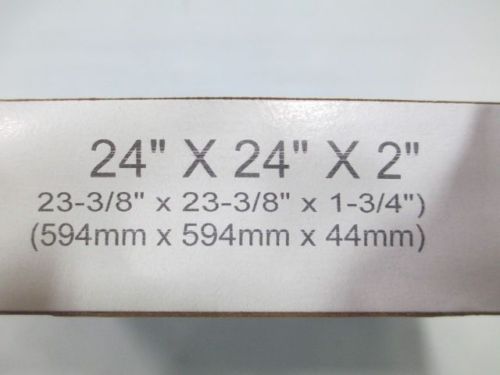 24" X 24" X 2"
23-3/8" x 23-3/8" x 1-3/4")
(594mm x 594mm x 44mm)